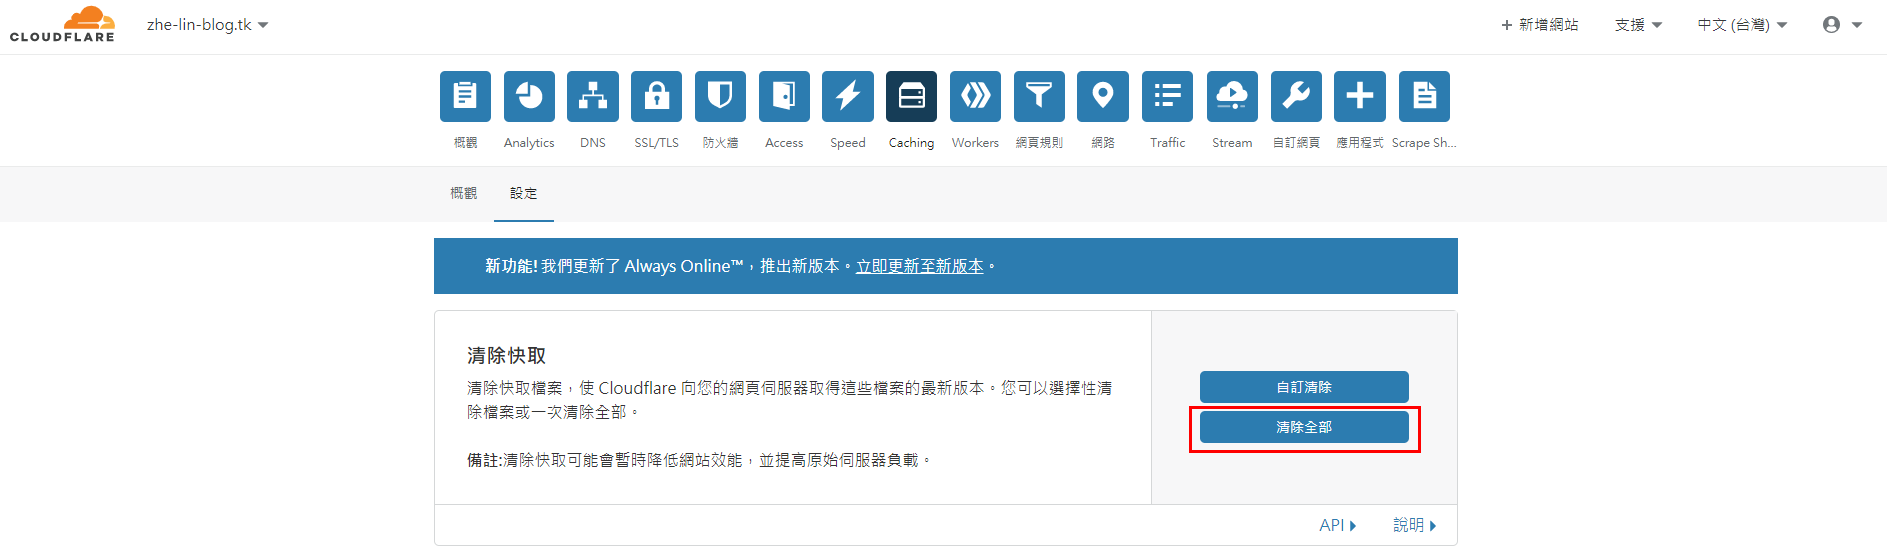 CLOUDFLARE
zhe-lin-blog.tk
+ 新增網站
支援
中文 (台灣)
概觀
Analytics
DNS
SSL/TLS
防火牆
Access
Speed
Caching
Workers
網頁規則
網路
Traffic
Stream
自訂網頁
應用程式
Scrape Sh...
概觀
設定
新功能! 我們更新了 Always Online™，推出新版本。立即更新至新版本。
清除快取
清除快取檔案，使 Cloudflare 向您的網頁伺服器取得這些檔案的最新版本。您可以選擇性清
除檔案或一次清除全部。
備註:清除快取可能會暫時降低網站效能，並提高原始伺服器負載。
自訂清除
清除全部
API
說明